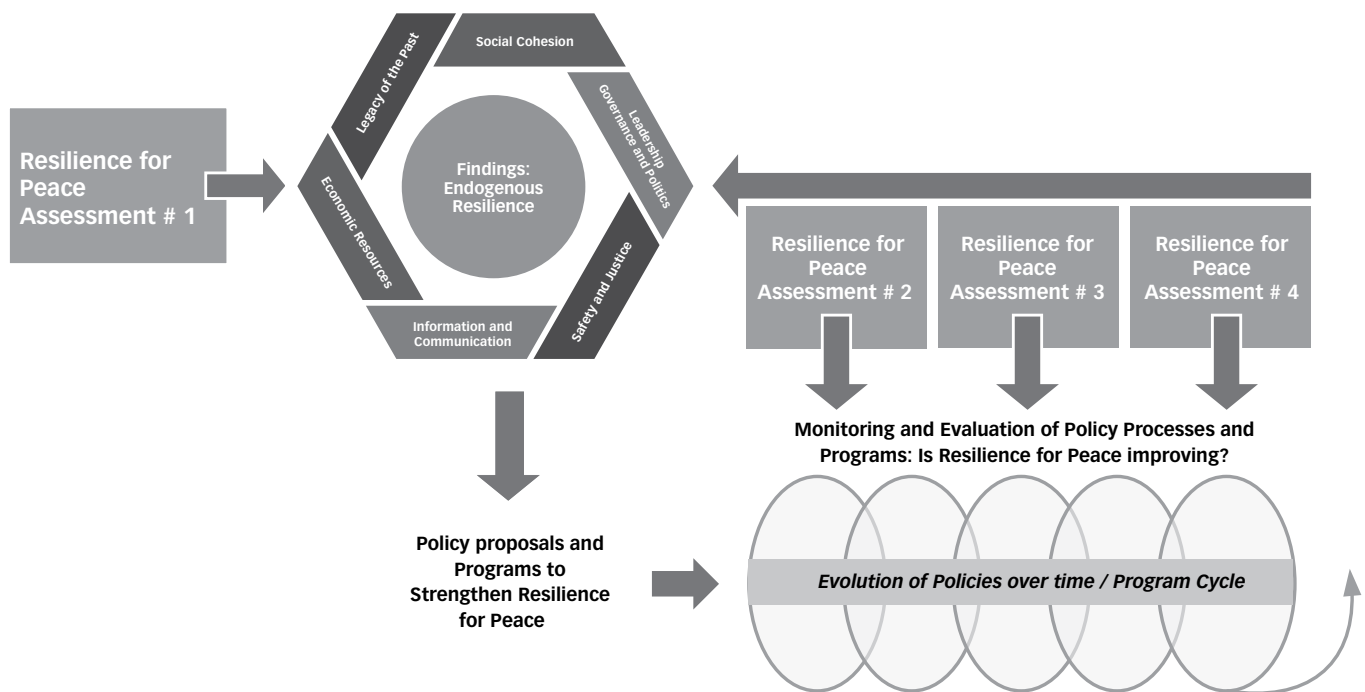 Resilience for
Peace
Assessment # 1
Legacy of the Past
Social Cohesion
Leadership
Governance and Politics
Safety and Justice
Information and
Communication
Economic Resources
Findings:
Endogenous
Resilience
Resilience for
Peace
Assessment # 2
Resilience for
Peace
Assessment # 3
Resilience for
Peace
Assessment # 4
Monitoring and Evaluation of Policy Processes and
Programs: Is Resilience for Peace improving?
Policy proposals and
Programs to
Strengthen Resilience
for Peace
Evolution of Policies over time / Program Cycle